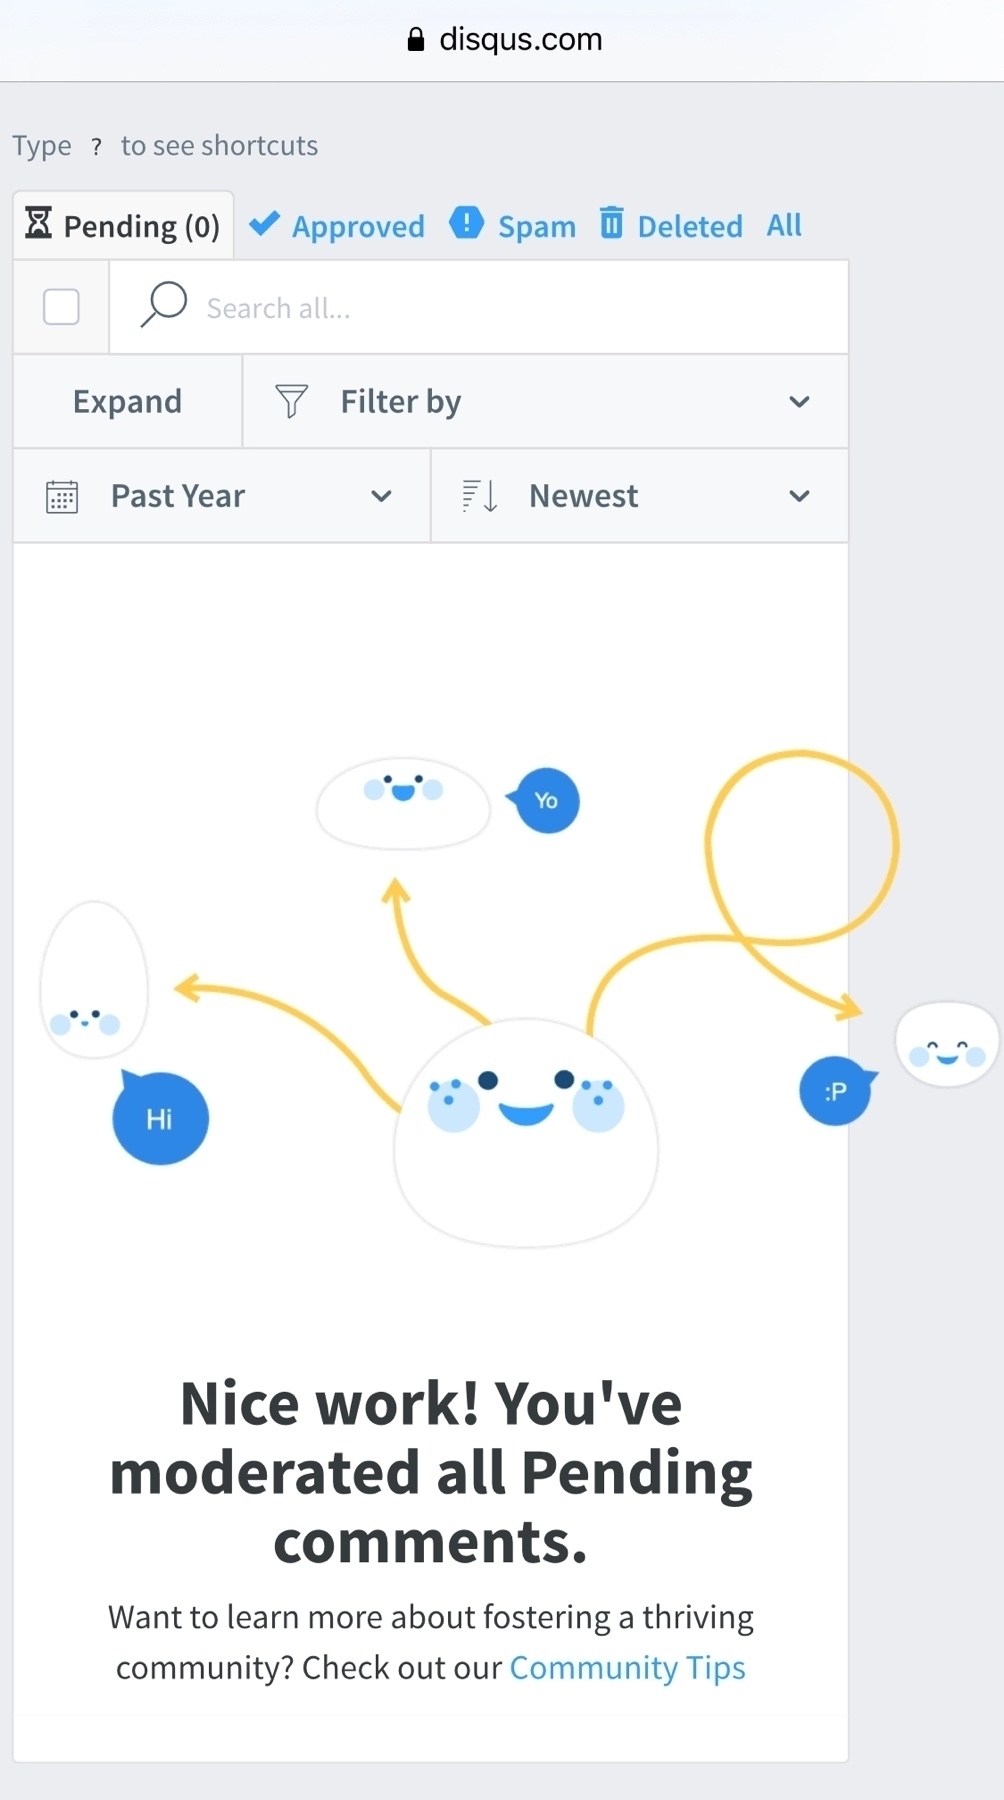 disqus.com
Type ? to see shortcuts
Pending (0) Approved Spam Deleted All
Search all...
Expand Filter by
Past Year Newest
Yo
Hi
:P
Nice work! You've
moderated all Pending
comments.
Want to learn more about fostering a thriving
community? Check out our Community Tips